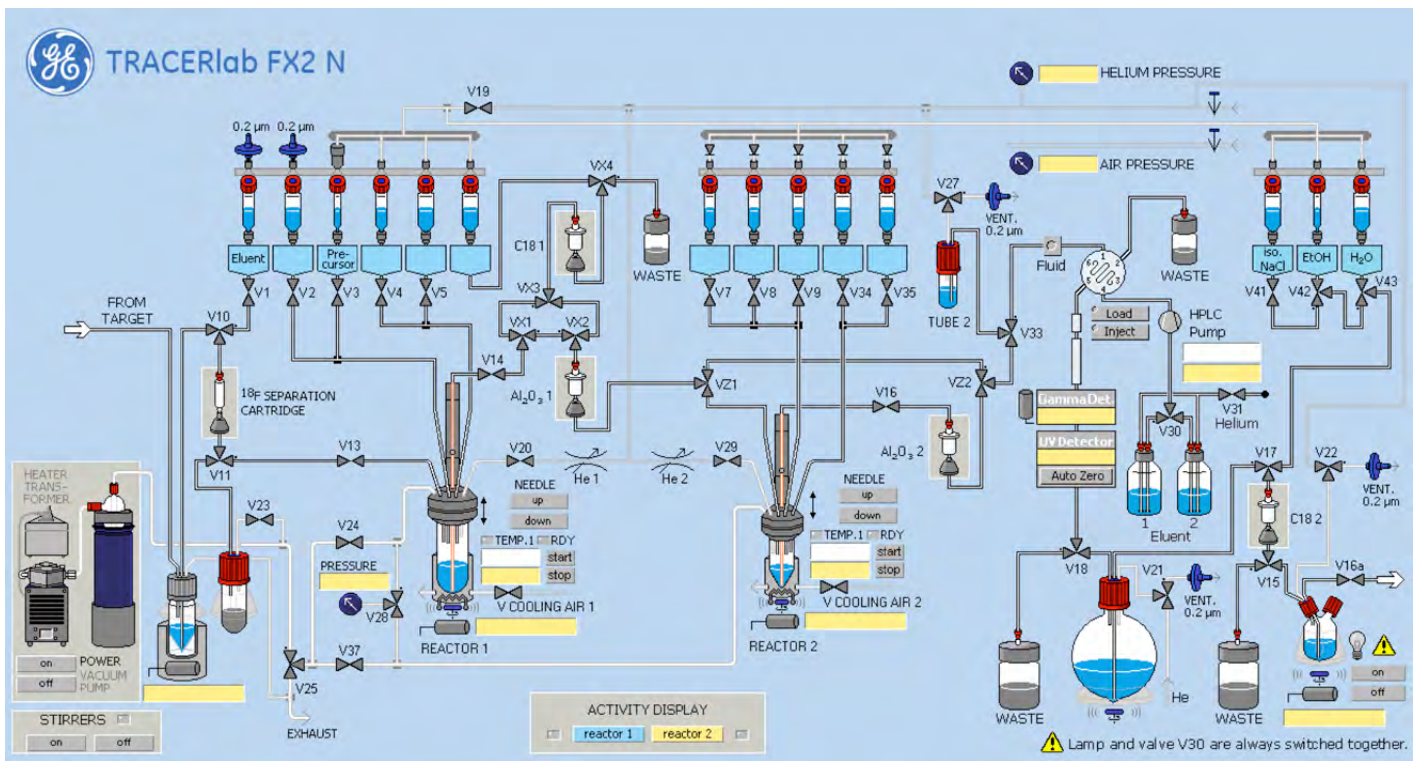 GE
TRACERlab FX2 N
HELIUM PRESSURE
AIR PRESSURE
V19
0.2 µm
0.2 µm
VX4
V27
VENT.
0.2 µm
C18 1
WASTE
Fluid
WASTE
Eluent
Pre-
cursor
iso.
NaCl
EtOH
H₂O
V1
V2
V3
V4
V5
VX3
V7
V8
V9
V34
V35
TUBE 2
6
1
2
5
4
3
V41
V42
V43
FROM
TARGET
V10
VX1
VX2
V33
Load
Inject
HPLC
Pump
V14
Al₂O₃ 1
VZ1
VZ2
V16
¹⁸F SEPARATION
CARTRIDGE
GammaDet.
UVDetector
Auto Zero
V31
Helium
V30
Al₂O₃ 2
V13
V11
V20
He 1
He 2
V29
V17
V22
VENT.
0.2 µm
HEATER
TRANS-
FORMER
V23
V24
NEEDLE
up
down
NEEDLE
up
down
1
2
Eluent
C18 2
TEMP.1
RDY
start
stop
TEMP.1
RDY
start
stop
PRESSURE
V28
V COOLING AIR 1
V COOLING AIR 2
V18
V21
VENT.
0.2 µm
V15
V16a
REACTOR 1
REACTOR 2
on
off
POWER
VACUUM
PUMP
V25
V37
on
off
He
WASTE
WASTE
STIRRERS
on
off
EXHAUST
ACTIVITY DISPLAY
reactor 1
reactor 2
Lamp and valve V30 are always switched together.